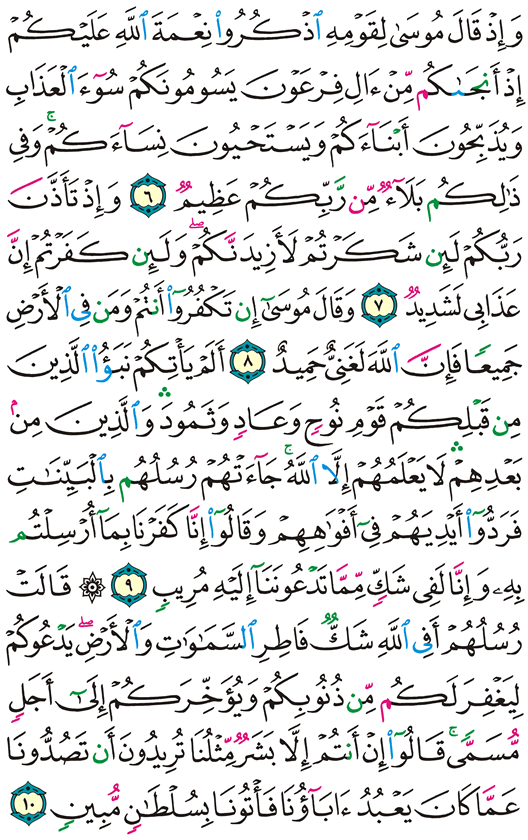 وَإِذْ قَالَ مُوسَىٰ لِقَوْمِهِ ٱذْكُرُوا۟ نِعْمَةَ ٱللَّهِ عَلَيْكُمْ
إِذْ أَنجَىٰكُم مِّنْ ءَالِ فِرْعَوْنَ يَسُومُونَكُمْ سُوٓءَ ٱلْعَذَابِ
وَيُذَبِّحُونَ أَبْنَآءَكُمْ وَيَسْتَحْيُونَ نِسَآءَكُمْ ۚ وَفِى
ذَٰلِكُم بَلَآءٌ مِّن رَّبِّكُمْ عَظِيمٌ ٦ وَإِذْ تَأَذَّنَ
رَبُّكُمْ لَئِن شَكَرْتُمْ لَأَزِيدَنَّكُمْ ۖ وَلَئِن كَفَرْتُمْ إِنَّ
عَذَابِى لَشَدِيدٌ ٧ وَقَالَ مُوسَىٰٓ إِن تَكْفُرُوٓا۟ أَنتُمْ وَمَن فِى ٱلْأَرْضِ
جَمِيعًا فَإِنَّ ٱللَّهَ لَغَنِىٌّ حَمِيدٌ ٨ أَلَمْ يَأْتِكُمْ نَبَؤُا۟ ٱلَّذِينَ
مِن قَبْلِكُمْ قَوْمِ نُوحٍ وَعَادٍ وَثَمُودَ ۛ وَٱلَّذِينَ مِنۢ
بَعْدِهِمْ ۛ لَا يَعْلَمُهُمْ إِلَّا ٱللَّهُ ۚ جَآءَتْهُمْ رُسُلُهُم بِٱلْبَيِّنَٰتِ
فَرَدُّوٓا۟ أَيْدِيَهُمْ فِىٓ أَفْوَٰهِهِمْ وَقَالُوٓا۟ إِنَّا كَفَرْنَا بِمَآ أُرْسِلْتُم
بِهِۦ وَإِنَّا لَفِى شَكٍّ مِّمَّا تَدْعُونَنَآ إِلَيْهِ مُرِيبٍ ٩ ۞ قَالَتْ
رُسُلُهُمْ أَفِى ٱللَّهِ شَكٌّ فَاطِرِ ٱلسَّمَٰوَٰتِ وَٱلْأَرْضِ ۖ يَدْعُوكُمْ
لِيَغْفِرَ لَكُم مِّن ذُنُوبِكُمْ وَيُؤَخِّرَكُمْ إِلَىٰٓ أَجَلٍ
مُّسَمًّى ۚ قَالُوٓا۟ إِنْ أَنتُمْ إِلَّا بَشَرٌ مِّثْلُنَا تُرِيدُونَ أَن تَصُدُّونَا
عَمَّا كَانَ يَعْبُدُ ءَابَآؤُنَا فَأْتُونَا بِسُلْطَٰنٍ مُّبِينٍ ١٠